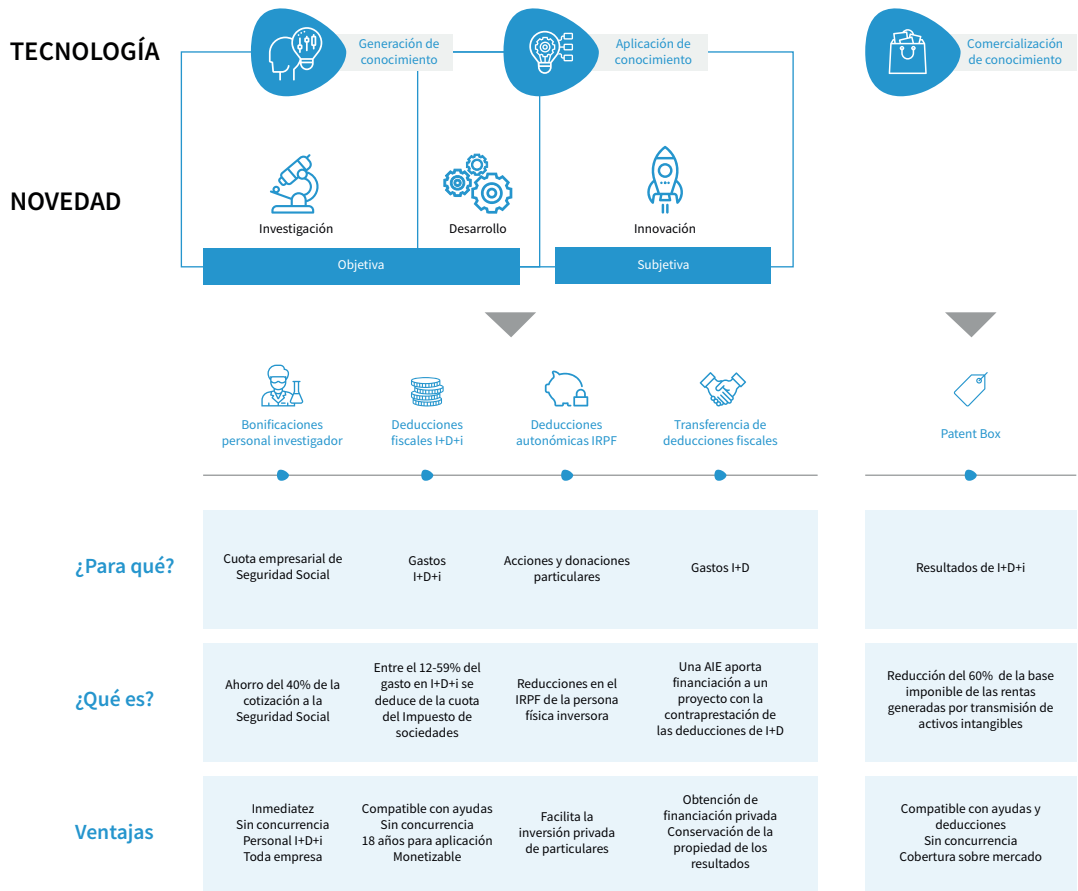 TECNOLOGÍA
Generación de
conocimiento
Aplicación de
conocimiento
Comercialización
de conocimiento
NOVEDAD
Investigación
Desarrollo
Innovación
Objetiva
Subjetiva
Bonificaciones
personal investigador
Deducciones
fiscales I+D+i
Deducciones
autonómicas IRPF
Transferencia de
deducciones fiscales
Patent Box
¿Para qué?
Cuota empresarial de
Seguridad Social
Gastos
I+D+i
Acciones y donaciones
particulares
Gastos I+D
Resultados de I+D+i
¿Qué es?
Ahorro del 40% de la
cotización a la
Seguridad Social
Entre el 12-59% del
gasto en I+D+i se
deduce de la cuota
del Impuesto de
sociedades
Reducciones en el
IRPF de la persona
física inversora
Una AIE aporta
financiación a un
proyecto con la
contraprestación de
las deducciones de I+D
Reducción del 60% de la base
imponible de las rentas
generadas por transmisión de
activos intangibles
Ventajas
Inmediatez
Sin concurrencia
Personal I+D+i
Toda empresa
Compatible con ayudas
Sin concurrencia
18 años para aplicación
Monetizable
Facilita la
inversión privada
de particulares
Obtención de
financiación privada
Conservación de la
propiedad de los
resultados
Compatible con ayudas y
deducciones
Sin concurrencia
Cobertura sobre mercado